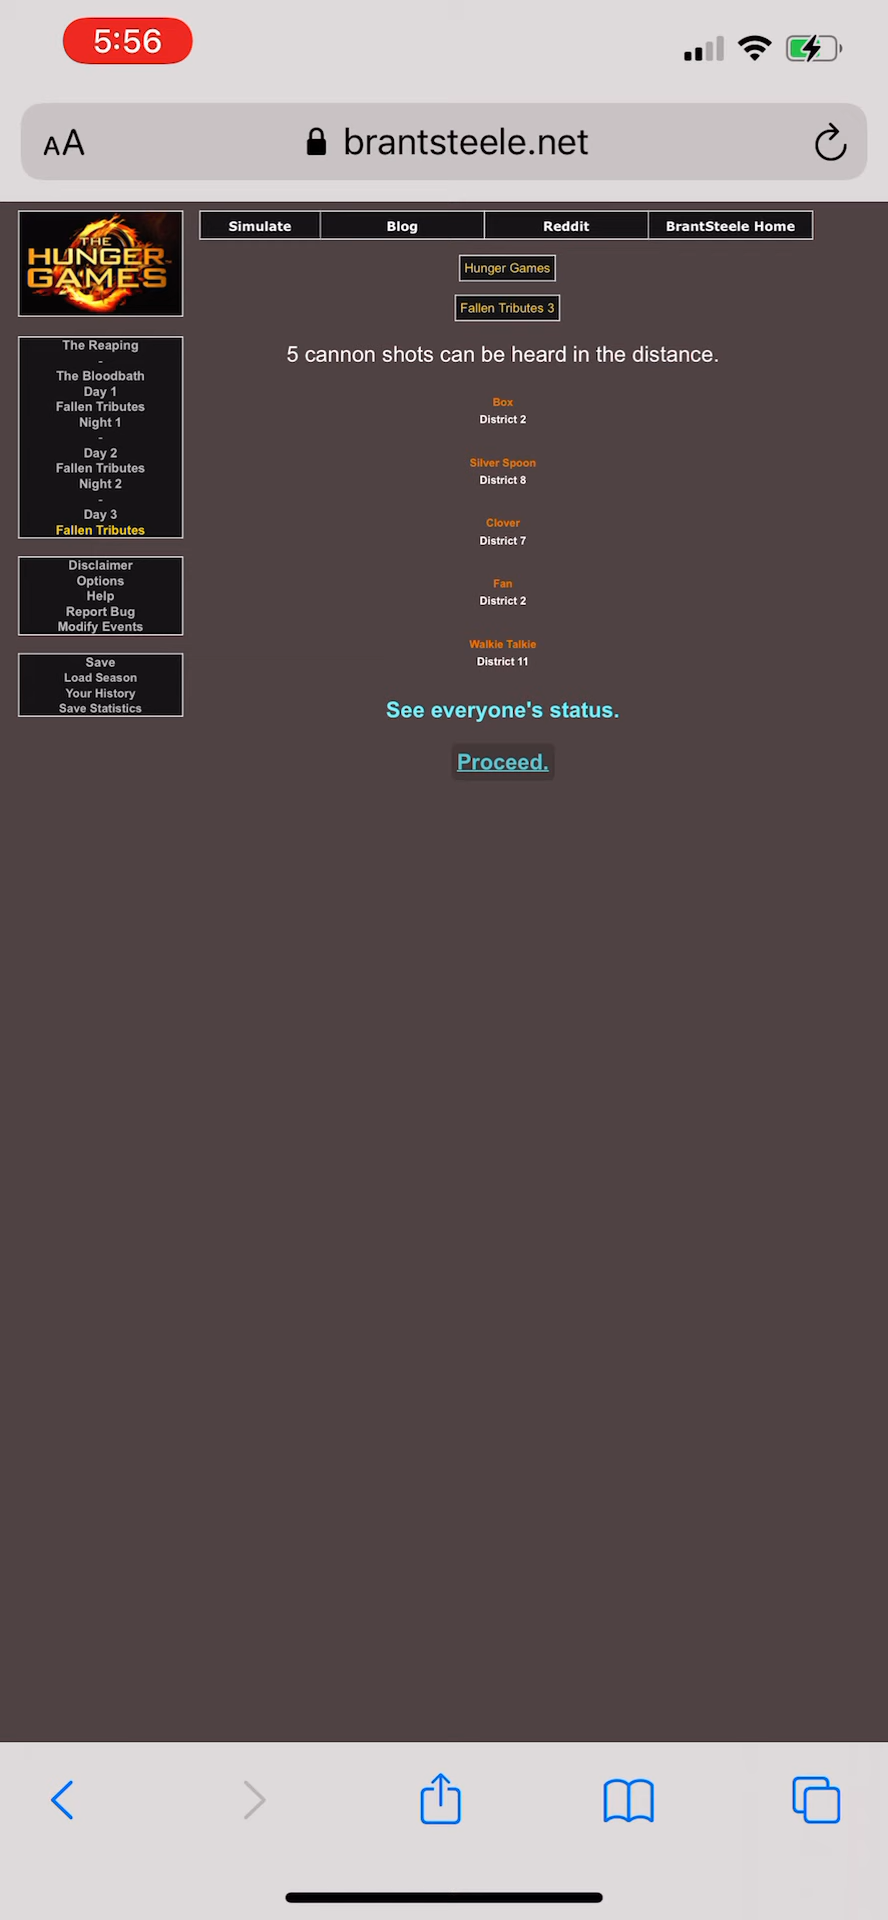 5:56
AA
brantsteele.net
THE
HUNGER
GAMES
Simulate
Blog
Reddit
BrantSteele Home
Hunger Games
Fallen Tributes 3
The Reaping
-
The Bloodbath
Day 1
Fallen Tributes
Night 1
-
Day 2
Fallen Tributes
Night 2
-
Day 3
Fallen Tributes
Disclaimer
Options
Help
Report Bug
Modify Events
Save
Load Season
Your History
Save Statistics
5 cannon shots can be heard in the distance.
Box
District 2
Silver Spoon
District 8
Clover
District 7
Fan
District 2
Walkie Talkie
District 11
See everyone's status.
Proceed.